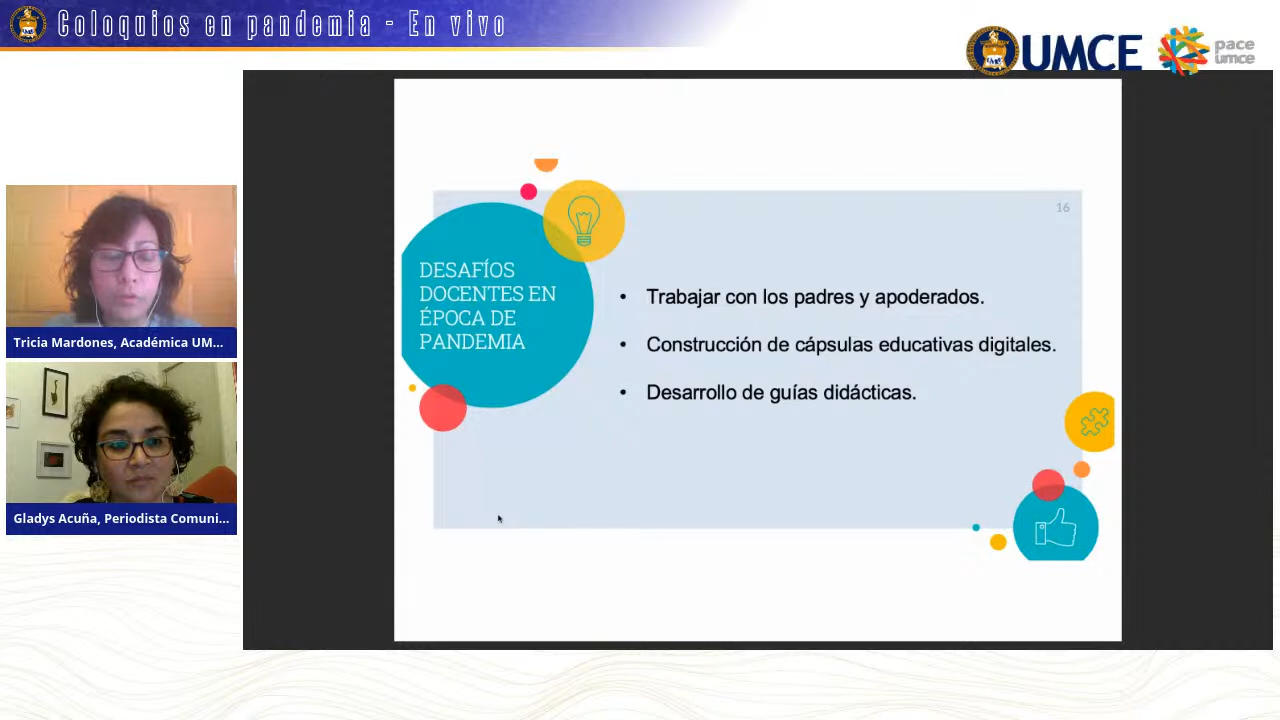 Coloquios en pandemia - En vivo
UMCE
pace
umce
16
DESAFÍOS
DOCENTES EN
ÉPOCA DE
PANDEMIA
• Trabajar con los padres y apoderados.
• Construcción de cápsulas educativas digitales.
• Desarrollo de guías didácticas.
Tricia Mardones, Académica UM...
Gladys Acuña, Periodista Comuni...